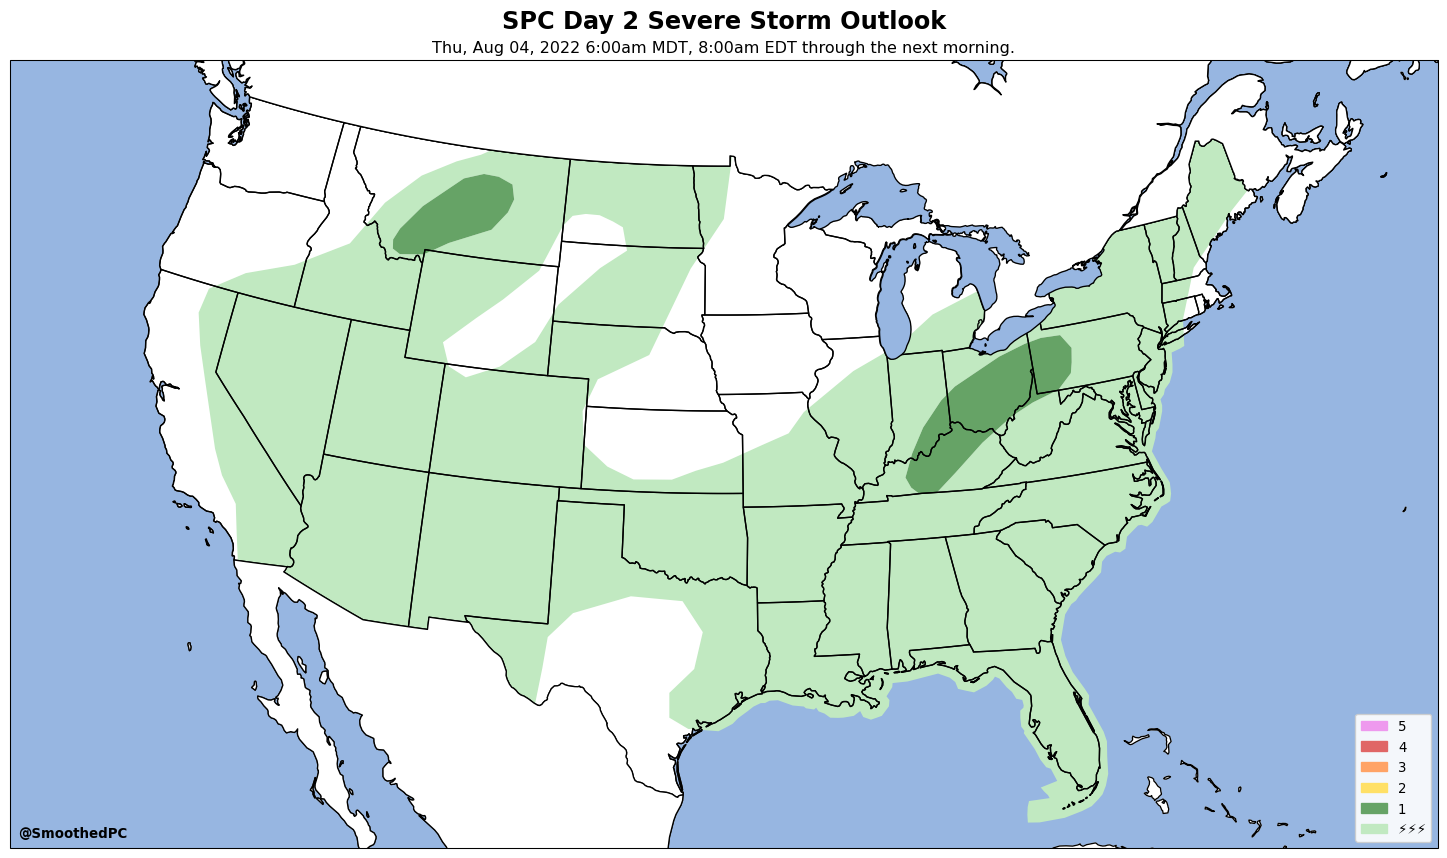 SPC Day 2 Severe Storm Outlook
Thu, Aug 04, 2022 6:00am MDT, 8:00am EDT through the next morning.
5
4
3
2
1
⚡⚡⚡
@SmoothedPC